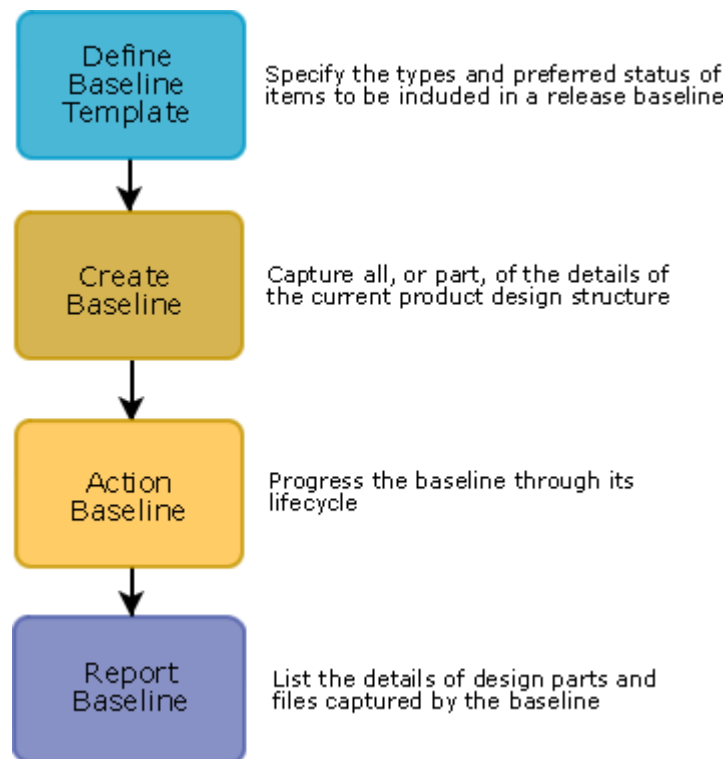 Define
Baseline
Template
Specify the types and preferred status of
items to be included in a release baseline
Create
Baseline
Capture all, or part, of the details of
the current product design structure
Action
Baseline
Progress the baseline through its
lifecycle
Report
Baseline
List the details of design parts and
files captured by the baseline